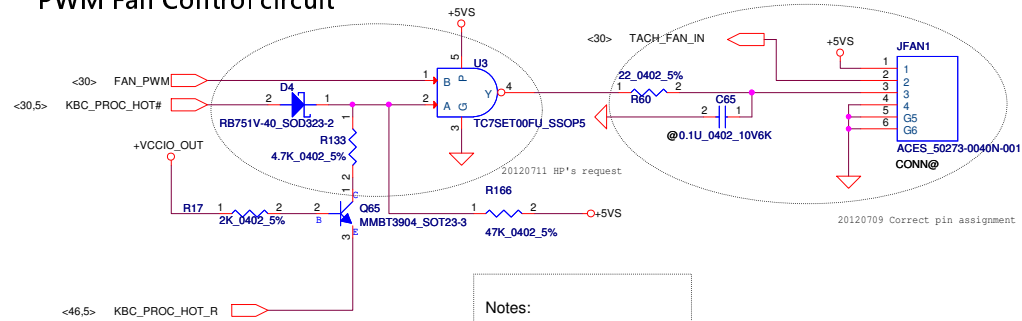 PWM Fan Control circuit
+5VS
<30> TACH_FAN_IN
+5VS
JFAN1
5
U3
P
<30> FAN_PWM
1 B
D4
<30,5> KBC_PROC_HOT#
2 1
2 A
G
Y 4
3
RB751V-40_SOD323-2
TC7SET00FU_SSOP5
22_0402_5%
1 2
R60
C65
2 1
@0.1U_0402_10V6K
1 1
2 2
3 3
4 4
5 G5
6 G6
ACES_50273-0040N-001
CONN@
1
R133
4.7K_0402_5%
2
+VCCIO_OUT
20120711 HP's request
R17
1 2
2K_0402_5%
2
B
1
C
Q65
MMBT3904_SOT23-3
3
E
R166
1 2
47K_0402_5%
+5VS
20120709 Correct pin assignment
<46,5> KBC_PROC_HOT_R
Notes: